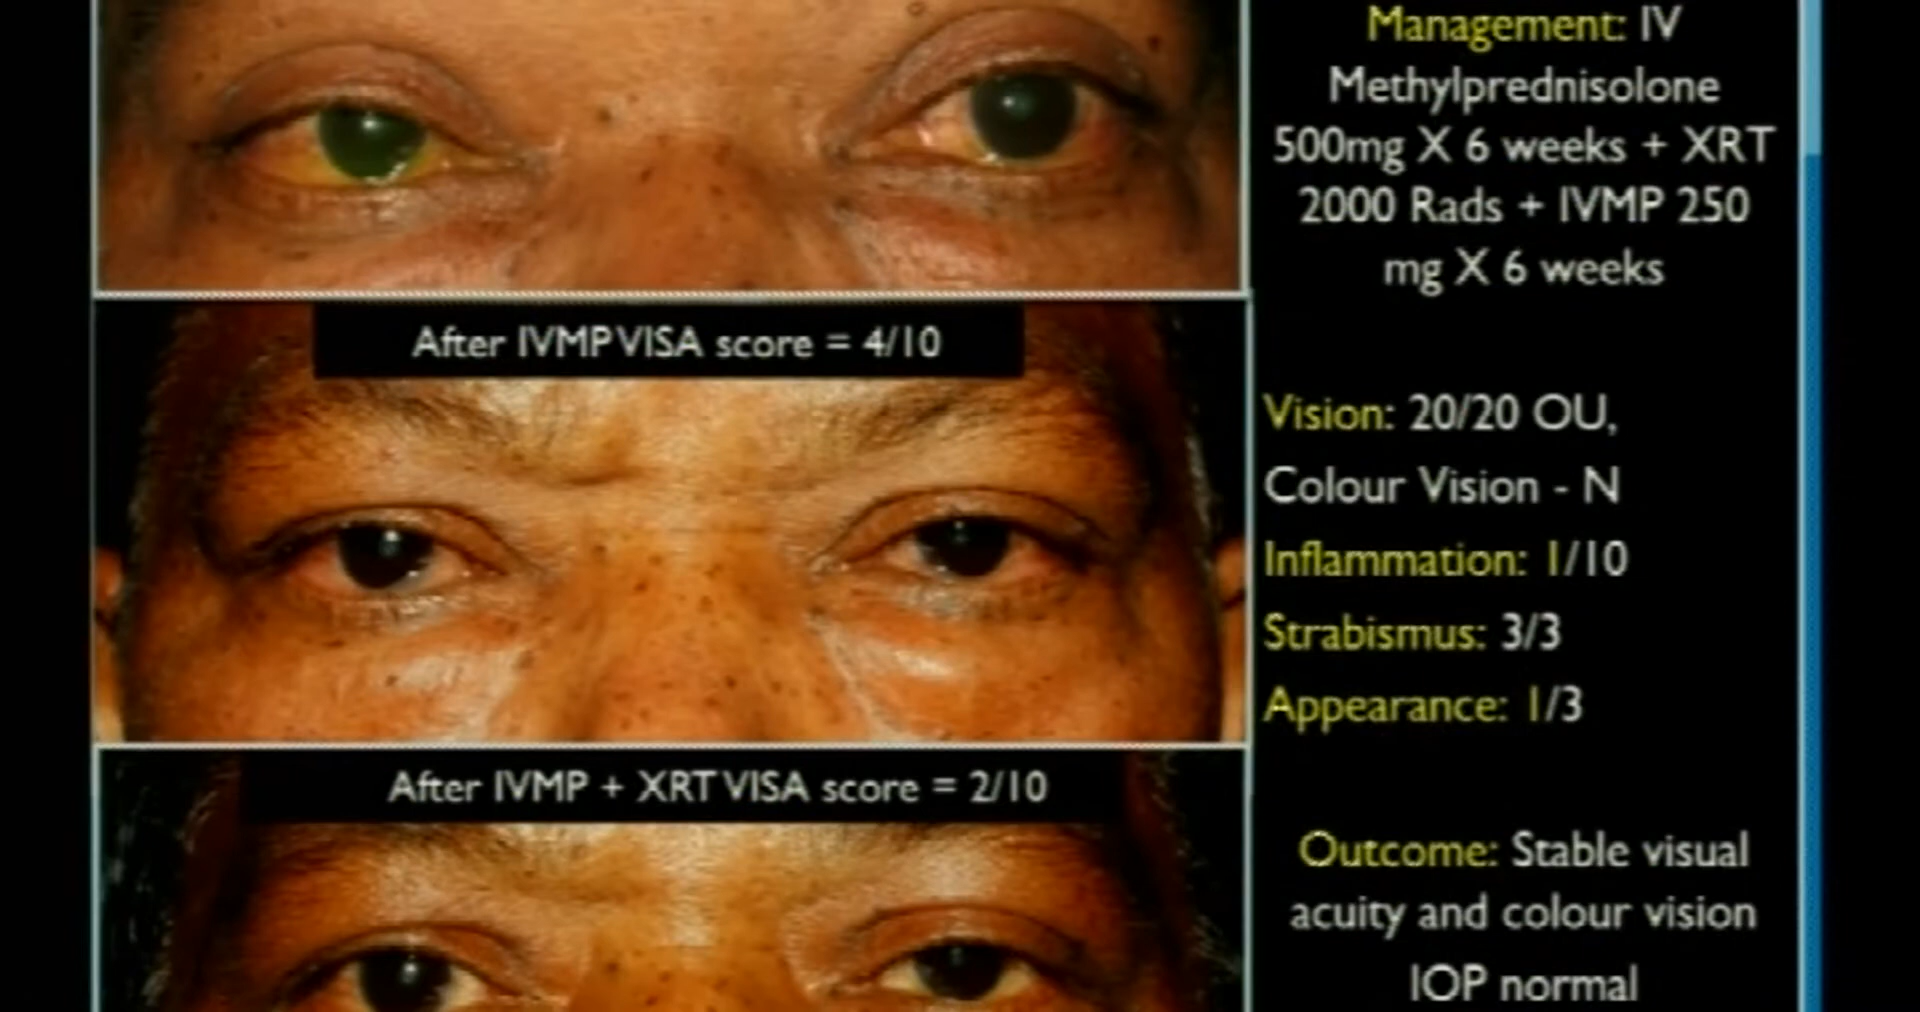 Management: IV
Methylprednisolone
500mg X 6 weeks + XRT
2000 Rads + IVMP 250
mg X 6 weeks
After IVMP VISA score = 4/10
Vision: 20/20 OU,
Colour Vision - N
Inflammation: 1/10
Strabismus: 3/3
Appearance: 1/3
After IVMP + XRT VISA score = 2/10
Outcome: Stable visual
acuity and colour vision
IOP normal